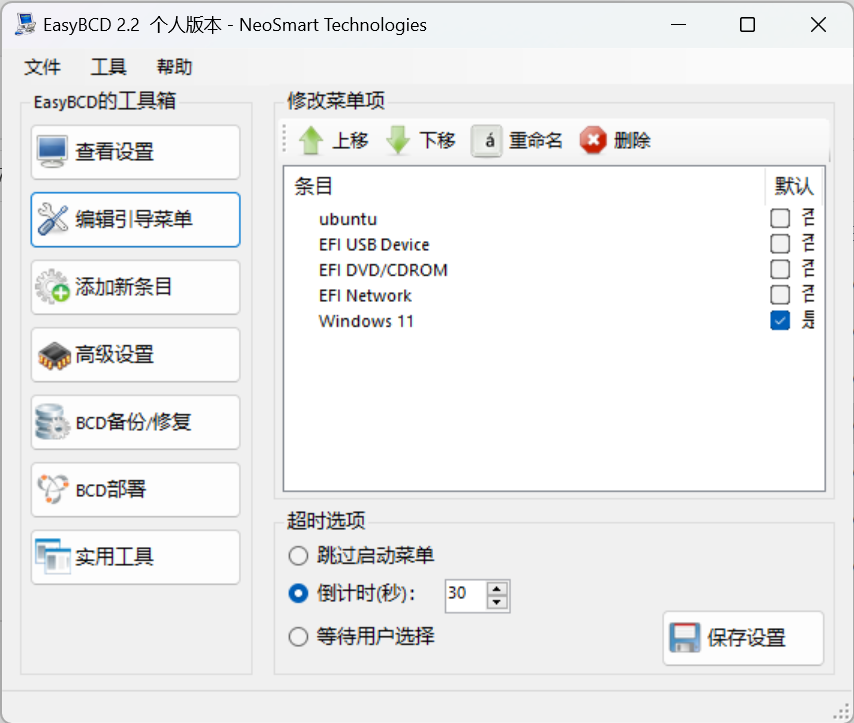 EasyBCD 2.2 个人版本 - NeoSmart Technologies
文件 工具 帮助
EasyBCD的工具箱
查看设置
编辑引导菜单
添加新条目
高级设置
BCD备份/修复
BCD部署
实用工具
修改菜单项
上移 下移 á 重命名 删除
条目 默认
ubuntu
EFI USB Device
EFI DVD/CDROM
EFI Network
Windows 11
超时选项
跳过启动菜单
倒计时(秒): 30
等待用户选择
保存设置